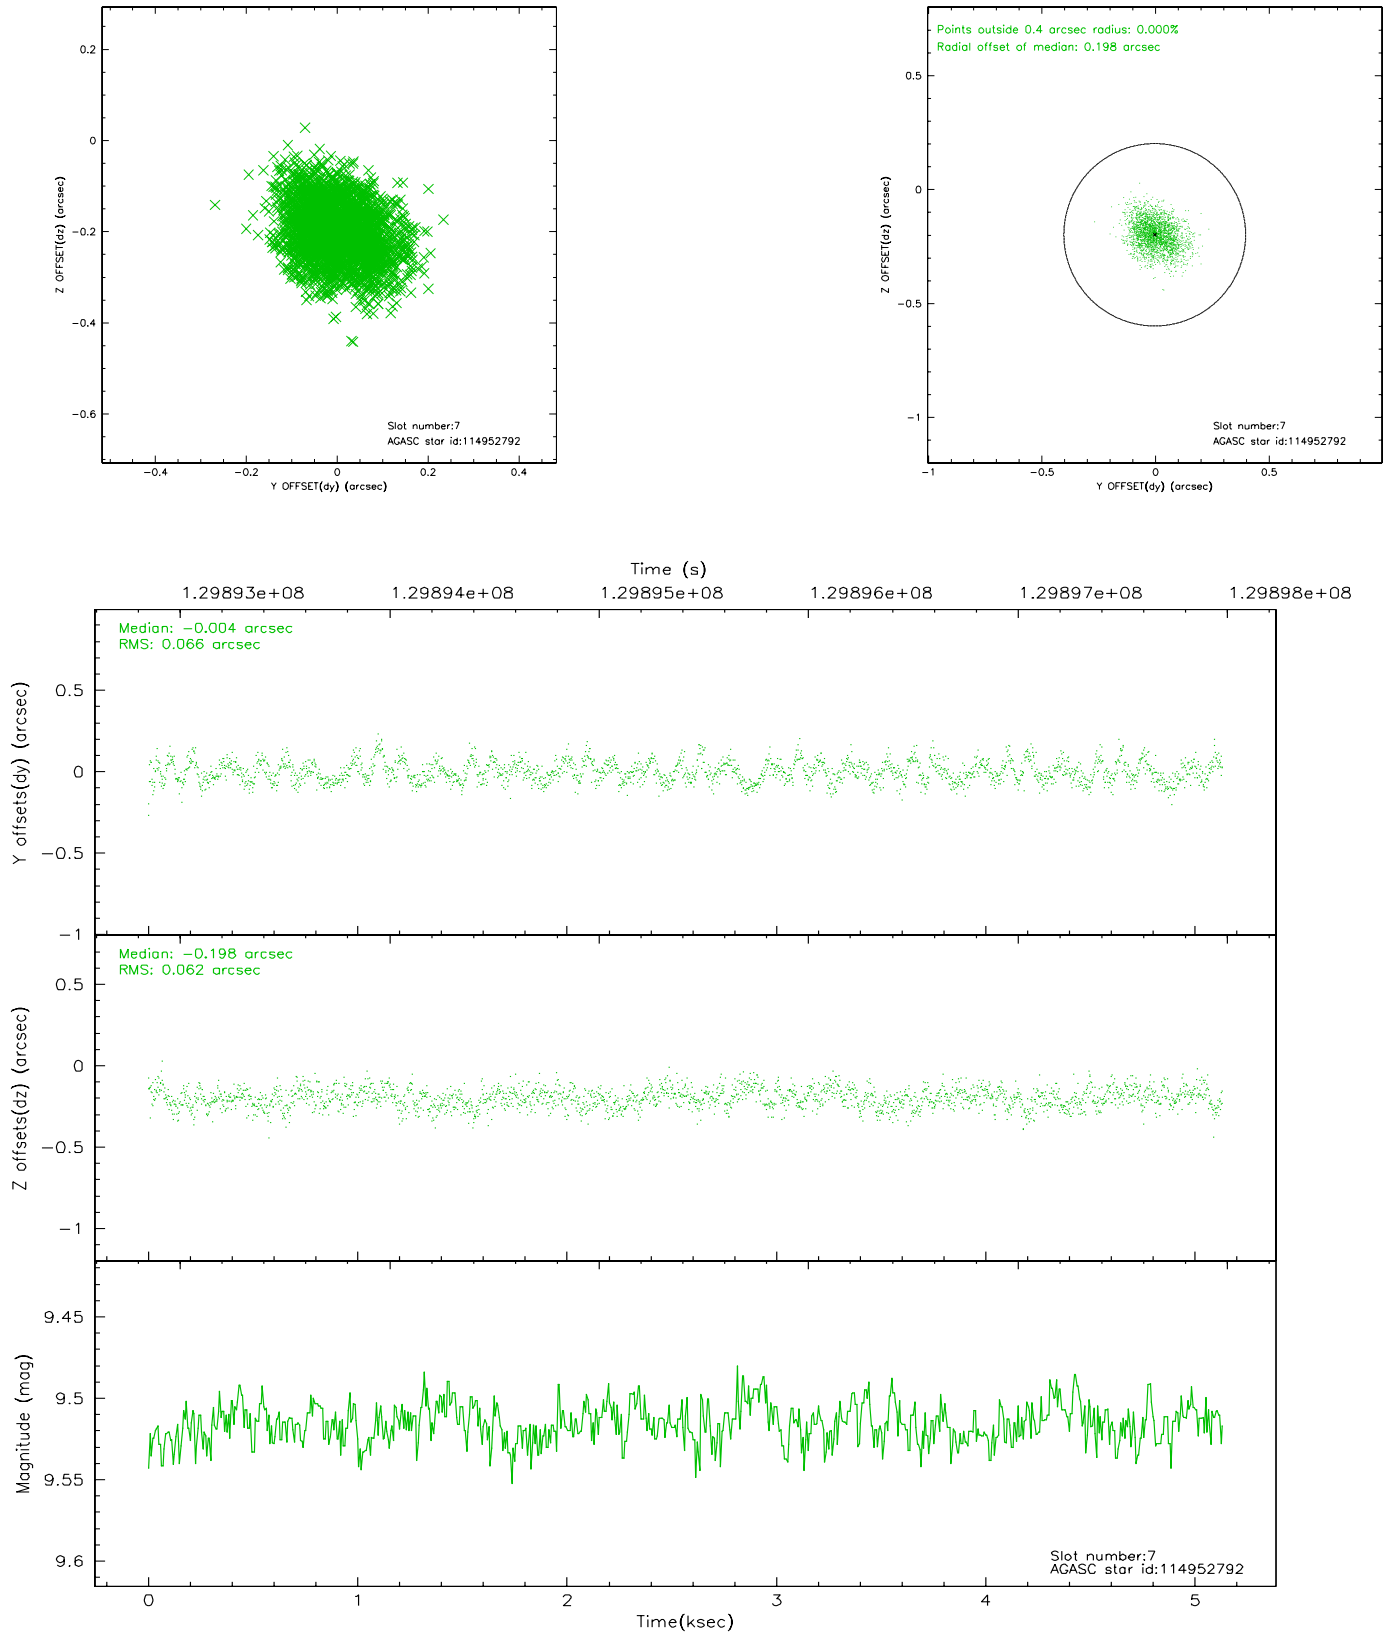 0.2
0
−0.2
−0.4
−0.6
Z OFFSET(dz) (arcsec)
Slot number:7
AGASC star id:114952792
−0.4 −0.2 0 0.2 0.4
Y OFFSET(dy) (arcsec)
Points outside 0.4 arcsec radius: 0.000%
Radial offset of median: 0.198 arcsec
0.5
0
−0.5
−1
Z OFFSET(dz) (arcsec)
Slot number:7
AGASC star id:114952792
−1 −0.5 0 0.5
Y OFFSET(dy) (arcsec)
Time (s)
1.29893e+08 1.29894e+08 1.29895e+08 1.29896e+08 1.29897e+08 1.29898e+08
Median: −0.004 arcsec
RMS: 0.066 arcsec
0.5
0
−0.5
−1
Y offsets(dy) (arcsec)
Median: −0.198 arcsec
RMS: 0.062 arcsec
0.5
0
−0.5
−1
Z offsets(dz) (arcsec)
9.45
9.5
9.55
9.6
Magnitude (mag)
Slot number:7
AGASC star id:114952792
0 1 2 3 4 5
Time(ksec)